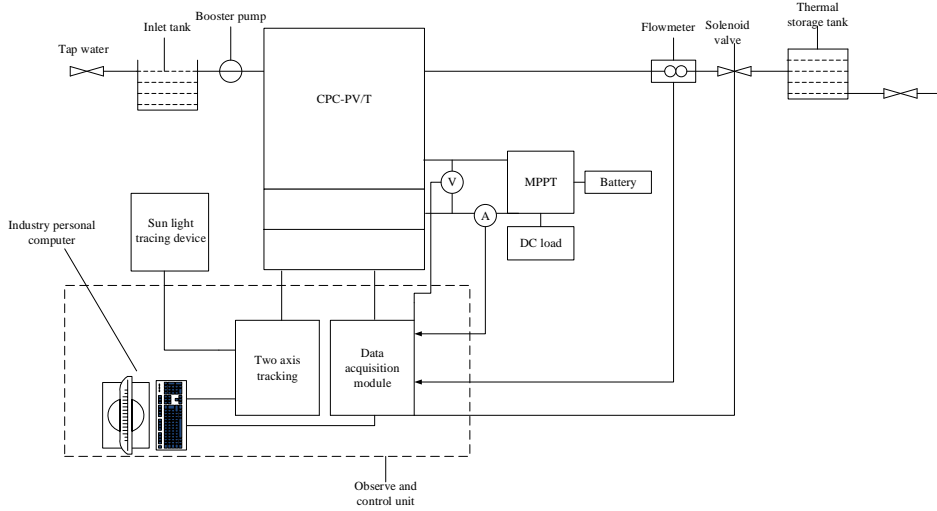 Booster pump
Inlet tank
Tap water
Flowmeter
Solenoid
valve
Thermal
storage tank
CPC-PV/T
V
MPPT
Battery
A
DC load
Sun light
tracing device
Industry personal
computer
Two axis
tracking
Data
acquisition
module
Observe and
control unit